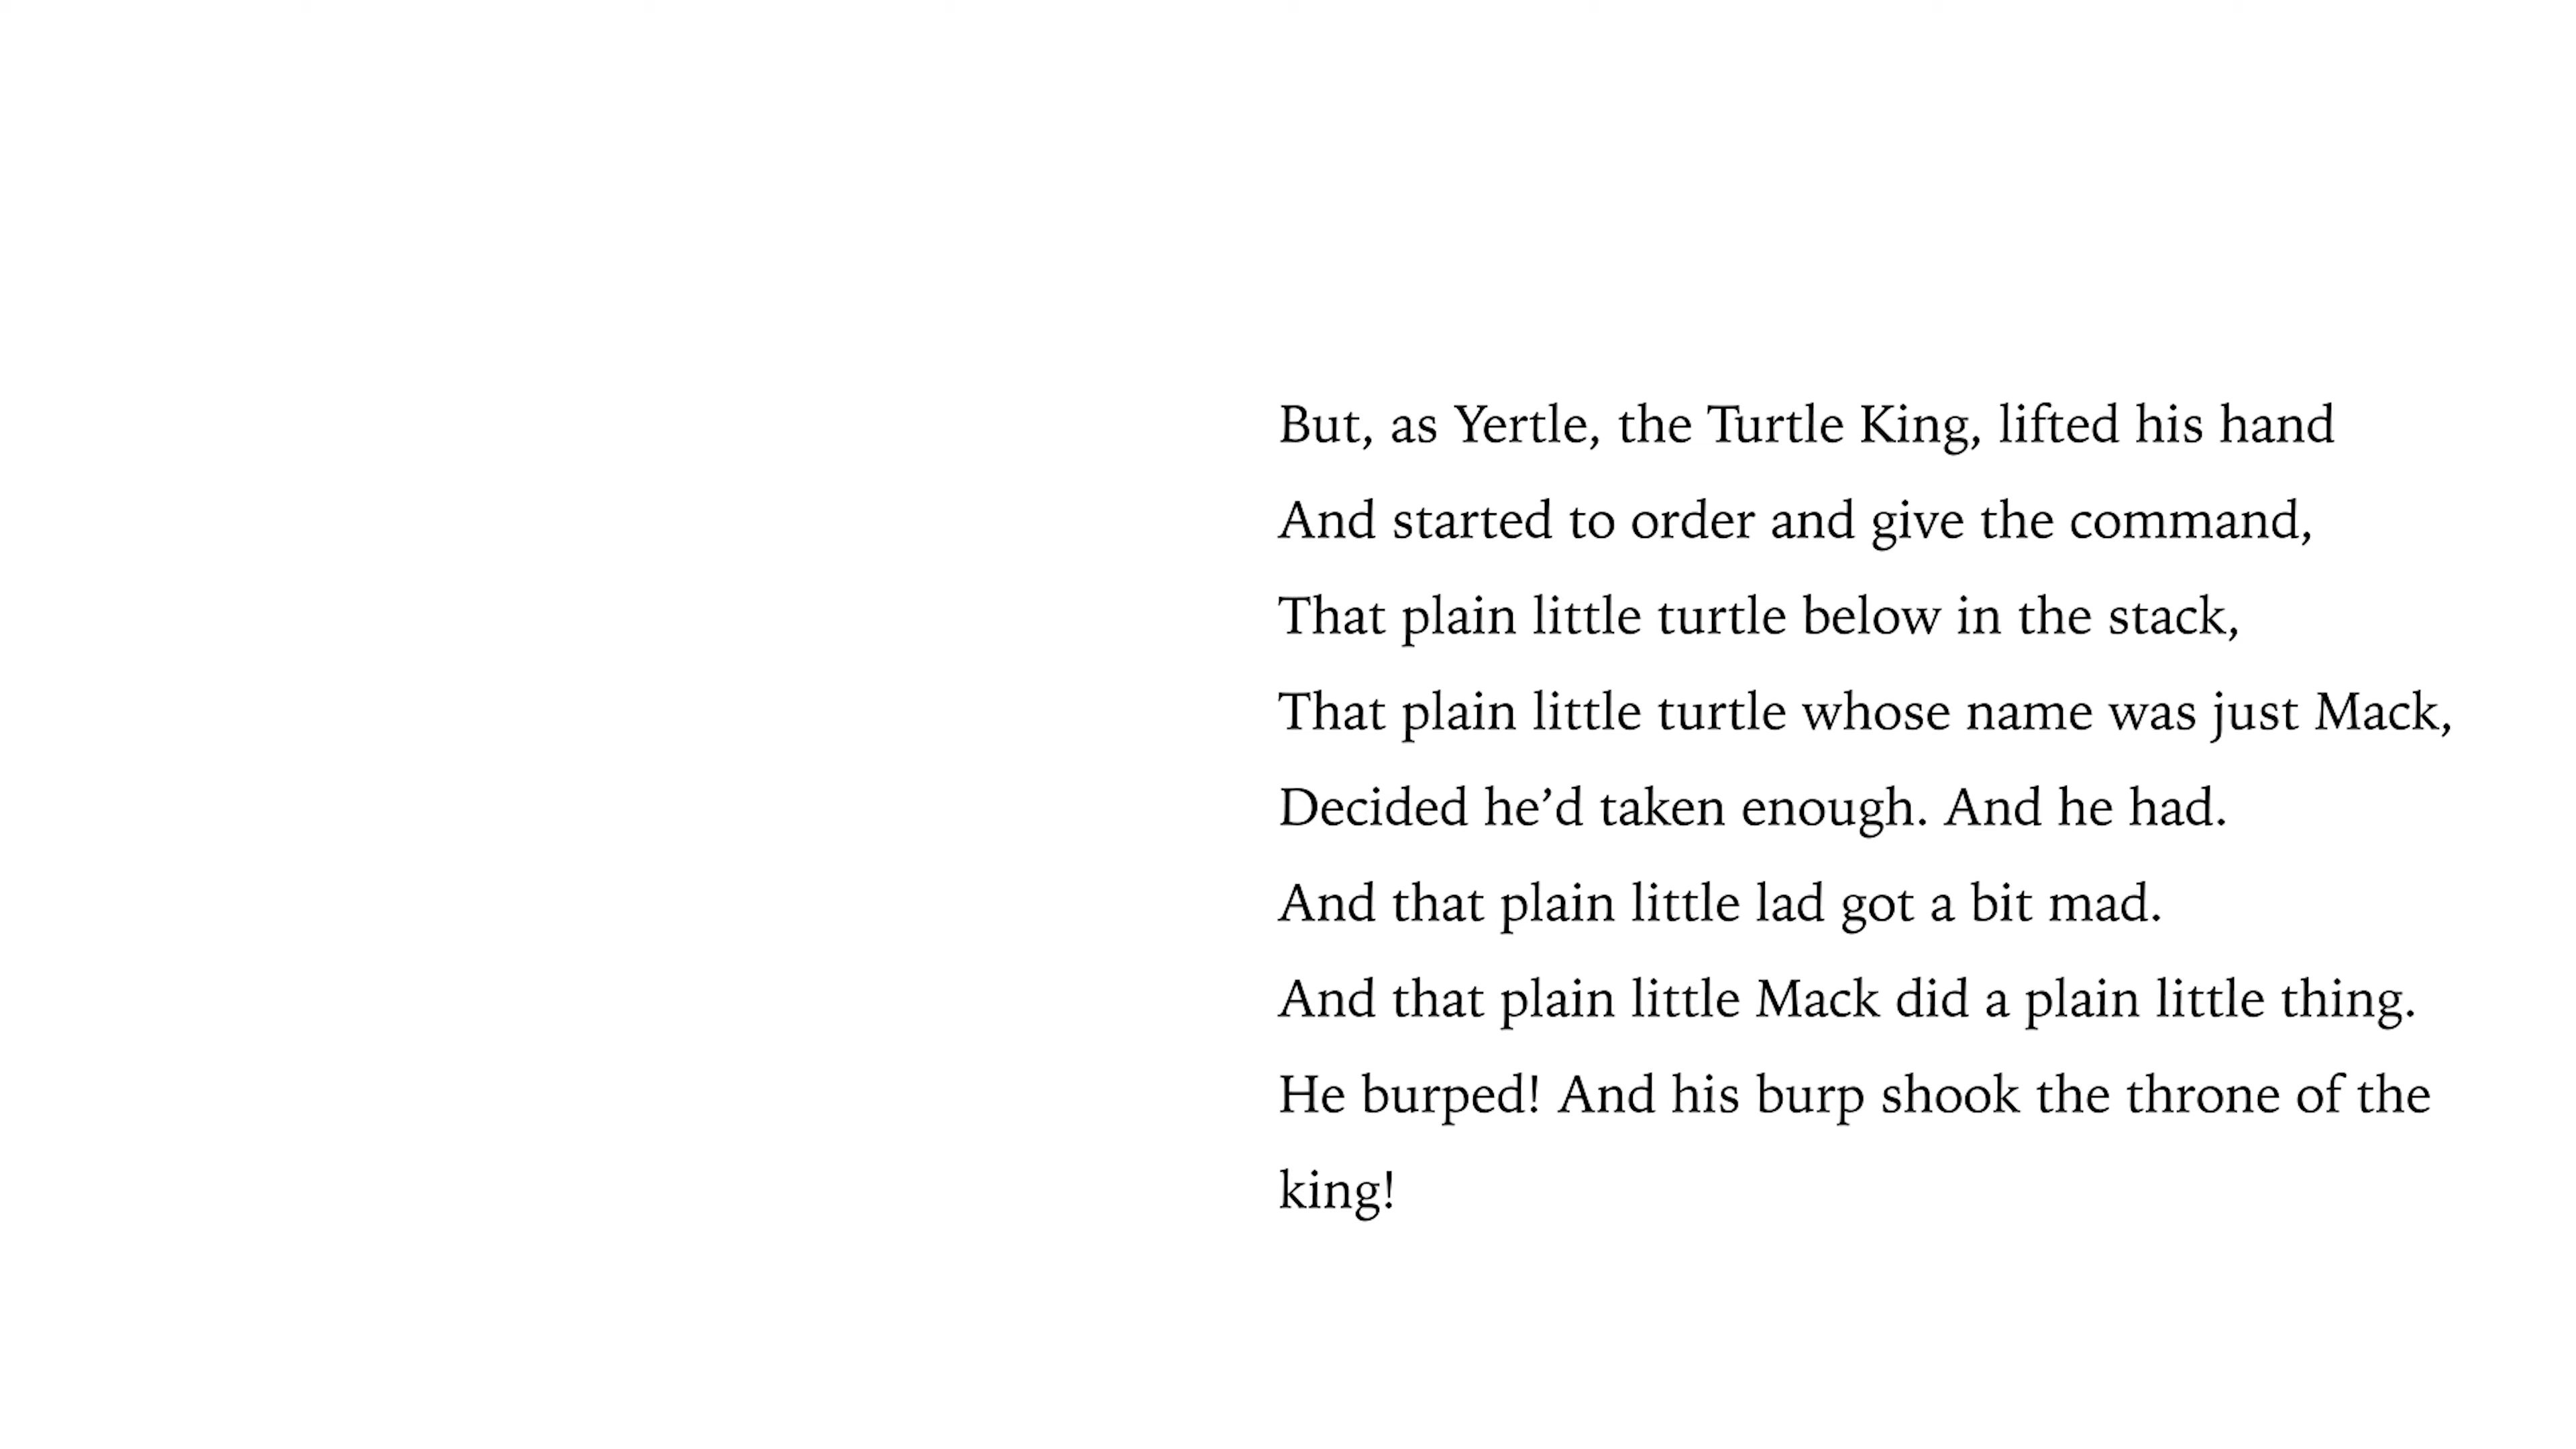 But, as Yertle, the Turtle King, lifted his hand
And started to order and give the command,
That plain little turtle below in the stack,
That plain little turtle whose name was just Mack,
Decided he’d taken enough. And he had.
And that plain little lad got a bit mad.
And that plain little Mack did a plain little thing.
He burped! And his burp shook the throne of the
king!